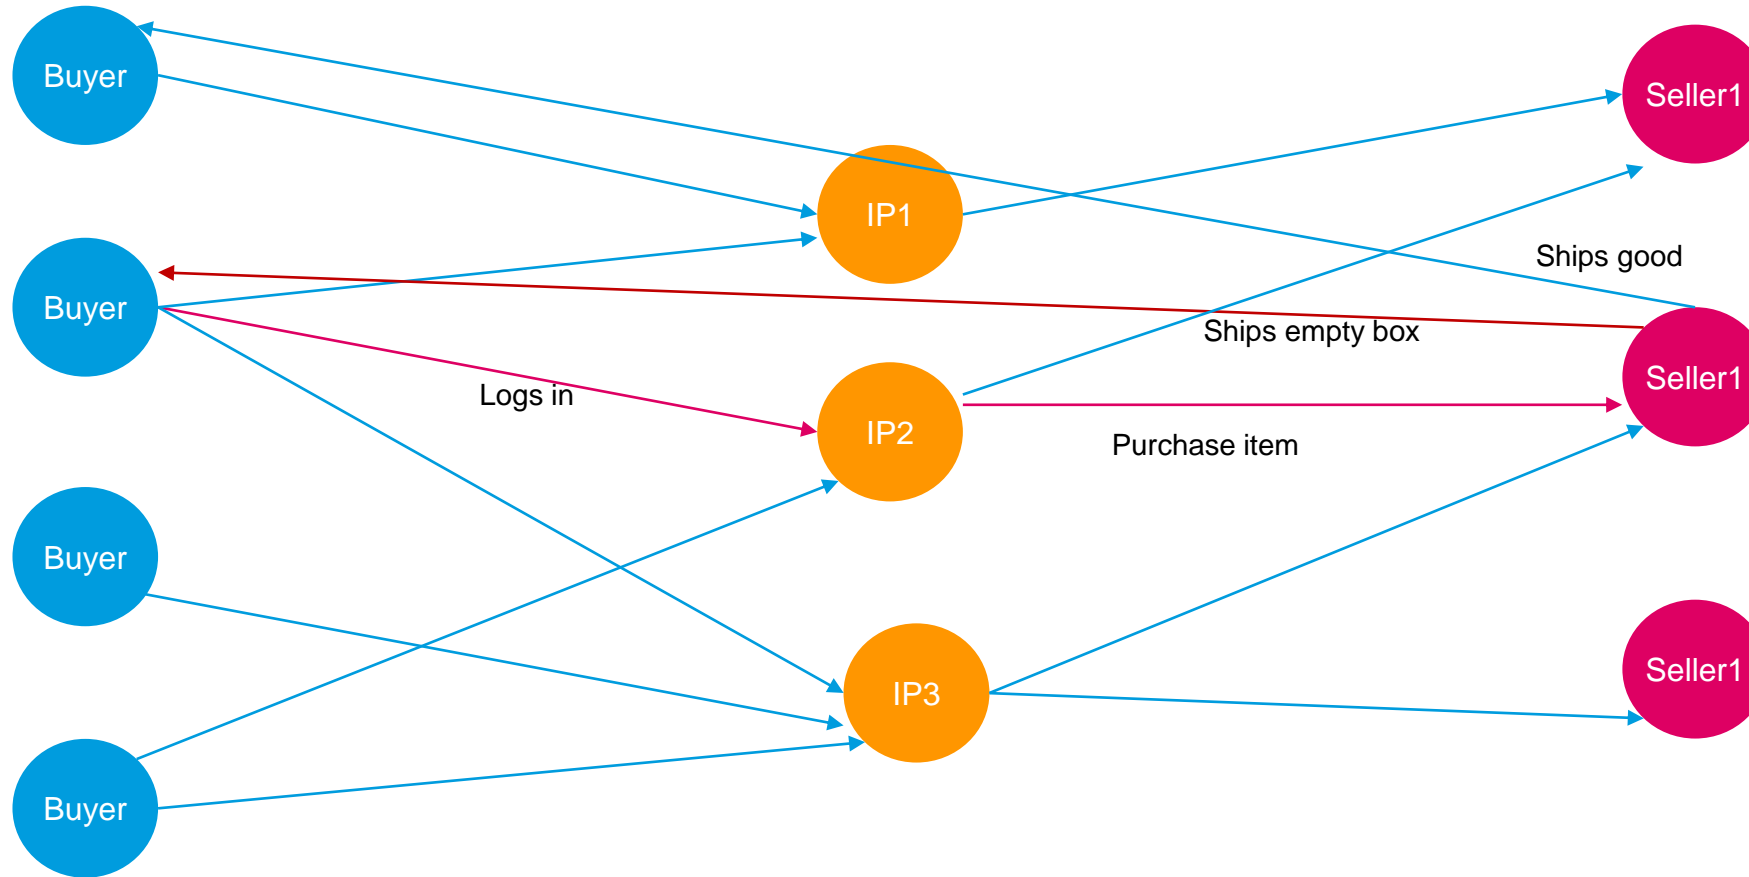 Buyer
Seller1
IP1
Ships good
Buyer
Ships empty box
Seller1
Logs in
IP2
Purchase item
Buyer
Seller1
IP3
Buyer